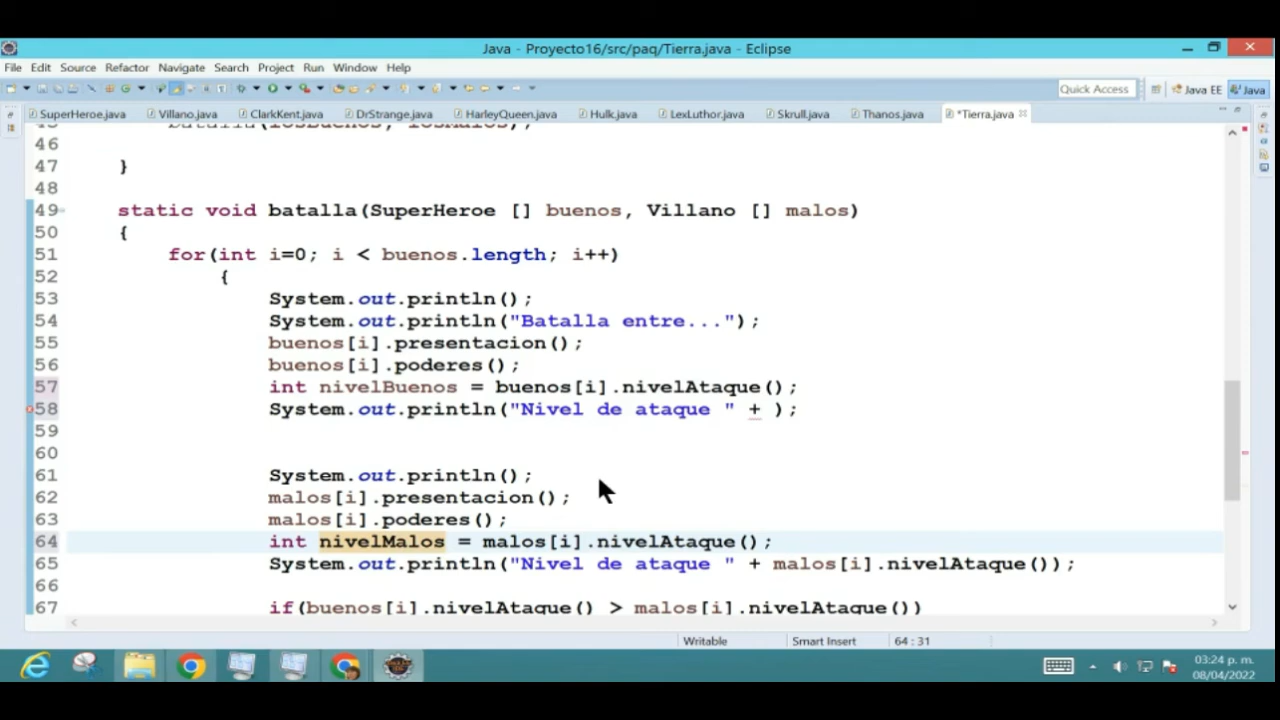 Java - Proyecto16/src/paq/Tierra.java - Eclipse
File Edit Source Refactor Navigate Search Project Run Window Help
Quick Access Java EE Java
SuperHeroe.java Villano.java ClarkKent.java DrStrange.java HarleyQueen.java Hulk.java LexLuthor.java Skrull.java Thanos.java *Tierra.java
45 batalla(losBuenos, losMalos);
46
47 }
48
49 static void batalla(SuperHeroe [] buenos, Villano [] malos)
50 {
51 for(int i=0; i < buenos.length; i++)
52 {
53 System.out.println();
54 System.out.println("Batalla entre...");
55 buenos[i].presentacion();
56 buenos[i].poderes();
57 int nivelBuenos = buenos[i].nivelAtaque();
58 System.out.println("Nivel de ataque " + );
59
60
61 System.out.println();
62 malos[i].presentacion();
63 malos[i].poderes();
64 int nivelMalos = malos[i].nivelAtaque();
65 System.out.println("Nivel de ataque " + malos[i].nivelAtaque());
66
67 if(buenos[i].nivelAtaque() > malos[i].nivelAtaque())
Writable Smart Insert 64 : 31
03:24 p. m.
08/04/2022